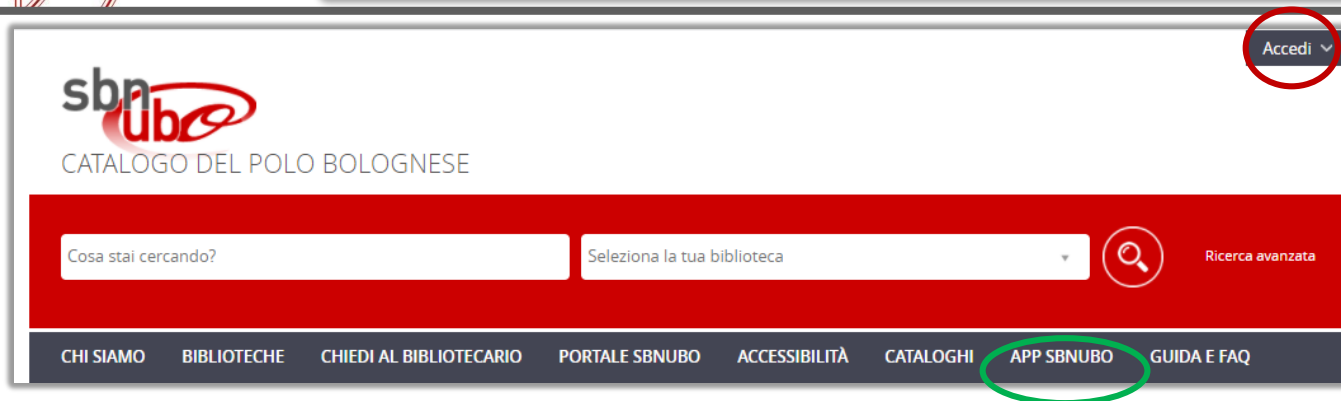 Accedi
sbn
ubo
CATALOGO DEL POLO BOLOGNESE
Cosa stai cercando?
Seleziona la tua biblioteca
Ricerca avanzata
CHI SIAMO BIBLIOTECHE CHIEDI AL BIBLIOTECARIO PORTALE SBNUBO ACCESSIBILITÀ CATALOGHI APP SBNUBO GUIDA E FAQ